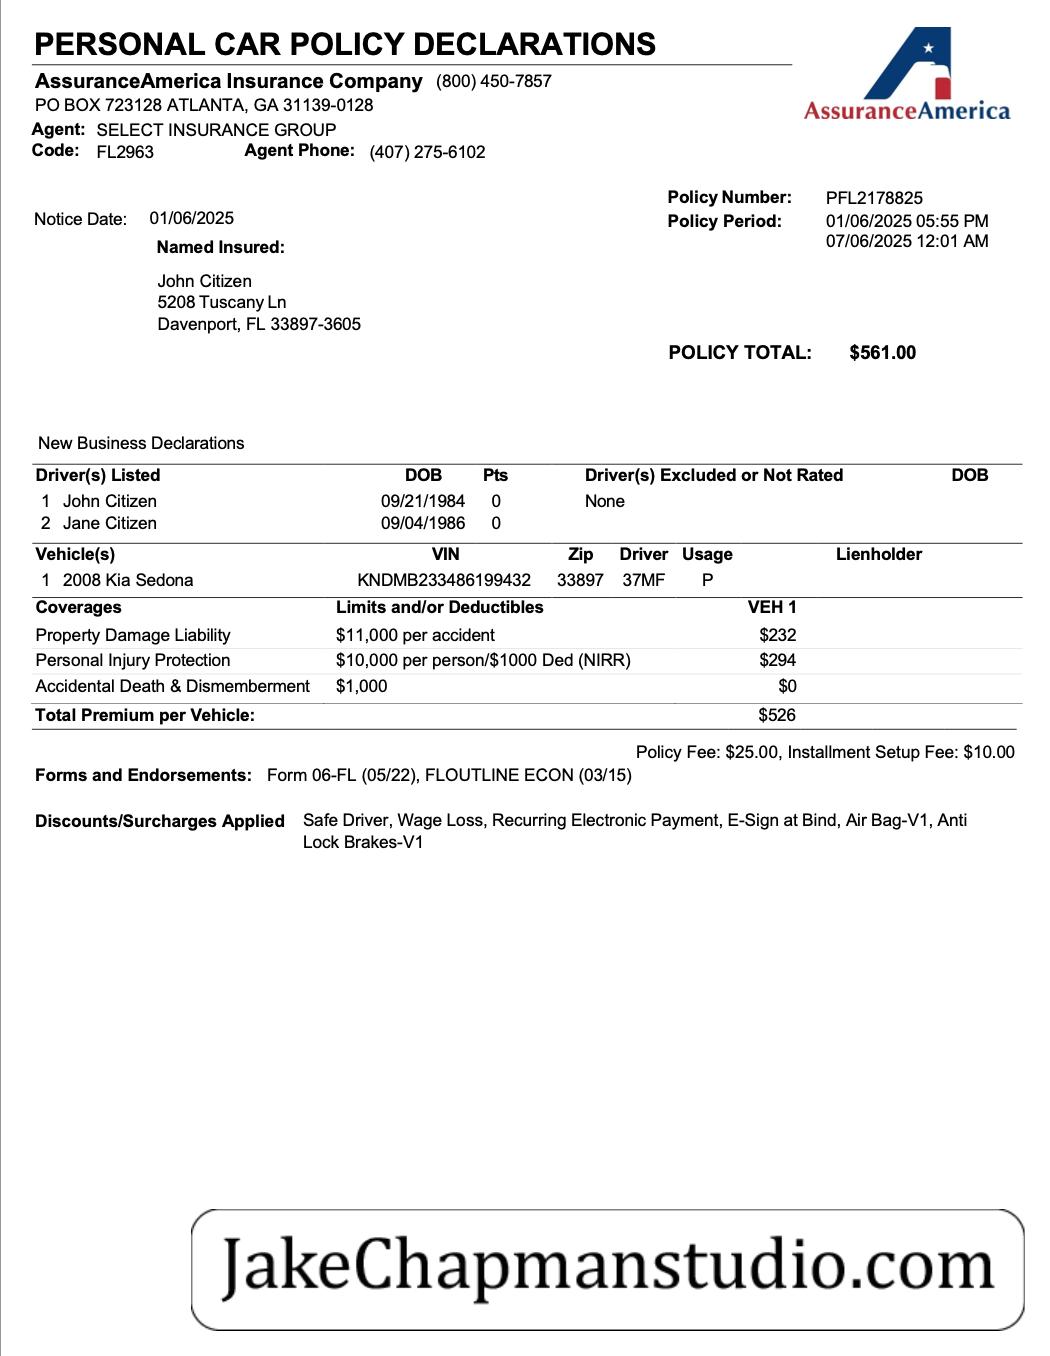 PERSONAL CAR POLICY DECLARATIONS
AssuranceAmerica Insurance Company (800) 450-7857
PO BOX 723128 ATLANTA, GA 31139-0128
Agent: SELECT INSURANCE GROUP
Code: FL2963 Agent Phone: (407) 275-6102
AssuranceAmerica
Policy Number: PFL2178825
Notice Date: 01/06/2025 Policy Period: 01/06/2025 05:55 PM
07/06/2025 12:01 AM
Named Insured:
John Citizen
5208 Tuscany Ln
Davenport, FL 33897-3605
POLICY TOTAL: $561.00
New Business Declarations
Driver(s) Listed DOB Pts Driver(s) Excluded or Not Rated DOB
1 John Citizen 09/21/1984 0 None
2 Jane Citizen 09/04/1986 0
Vehicle(s) VIN Zip Driver Usage Lienholder
1 2008 Kia Sedona KNDMB233486199432 33897 37MF P
Coverages Limits and/or Deductibles VEH 1
Property Damage Liability $11,000 per accident $232
Personal Injury Protection $10,000 per person/$1000 Ded (NIRR) $294
Accidental Death & Dismemberment $1,000 $0
Total Premium per Vehicle: $526
Policy Fee: $25.00, Installment Setup Fee: $10.00
Forms and Endorsements: Form 06-FL (05/22), FLOUTLINE ECON (03/15)
Discounts/Surcharges Applied Safe Driver, Wage Loss, Recurring Electronic Payment, E-Sign at Bind, Air Bag-V1, Anti
Lock Brakes-V1
JakeChapmanstudio.com